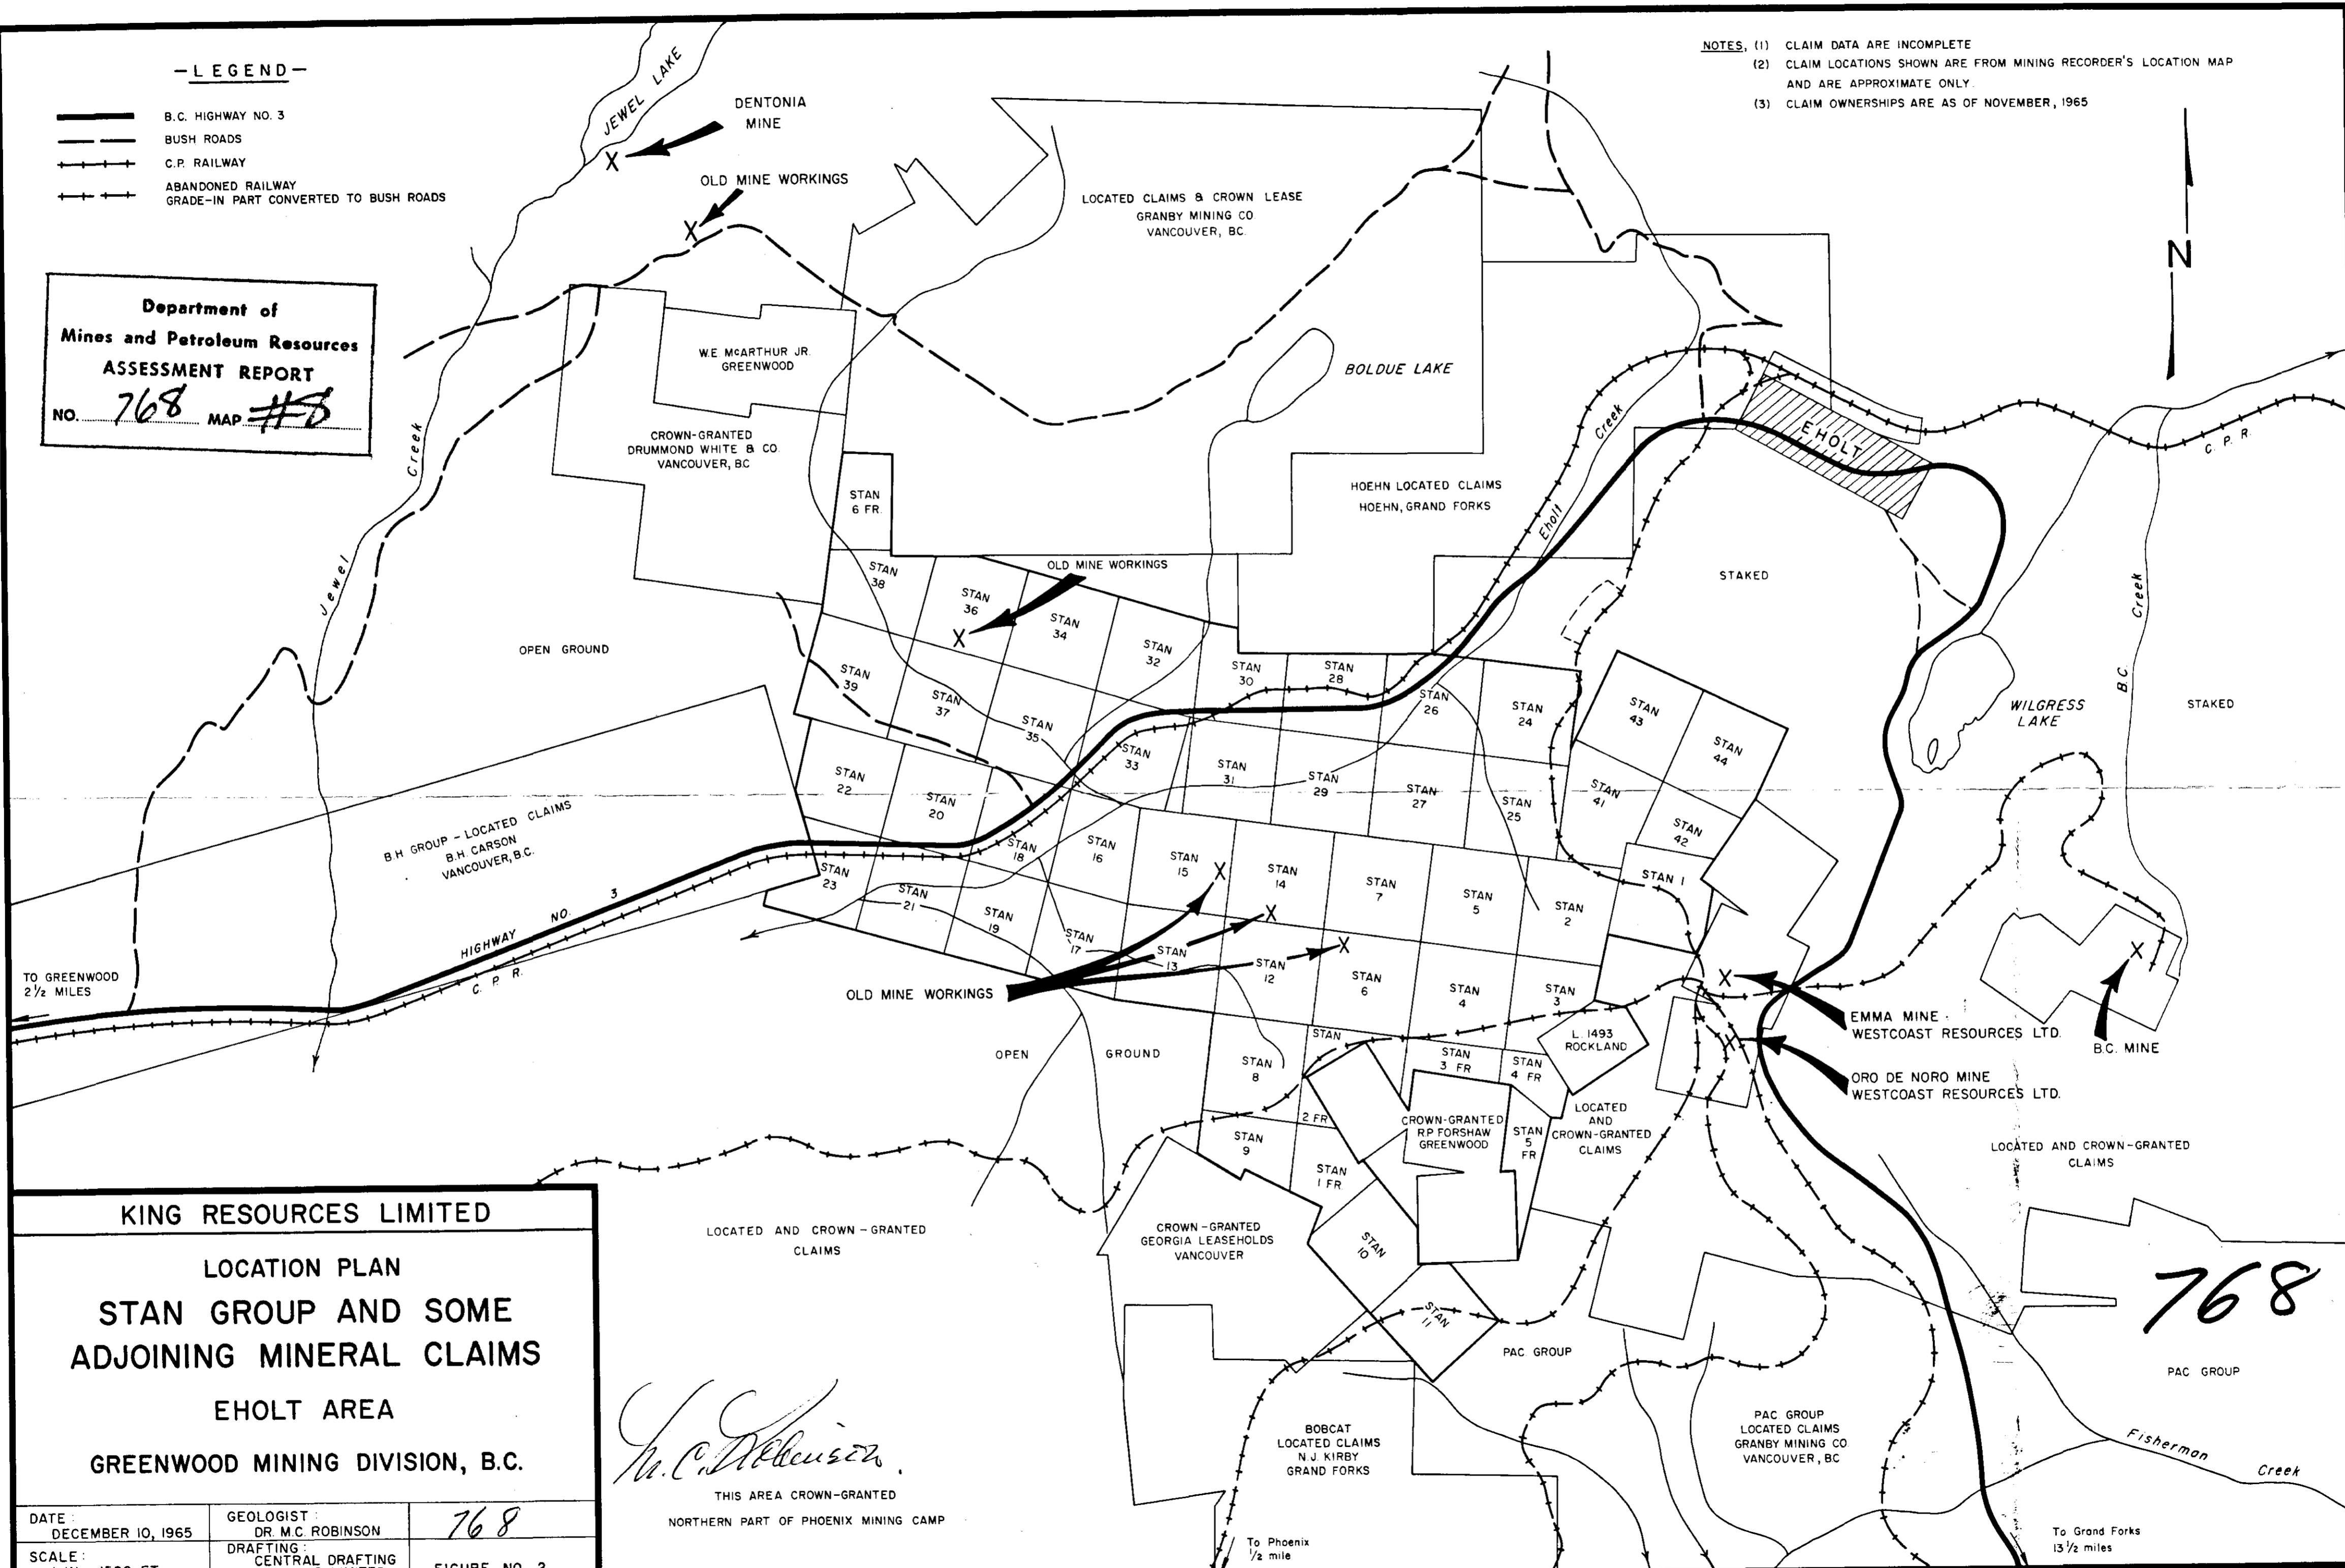 -LEGEND-
B.C. HIGHWAY NO. 3
BUSH ROADS
C.P. RAILWAY
ABANDONED RAILWAY
GRADE-IN PART CONVERTED TO BUSH ROADS
NOTES, (1) CLAIM DATA ARE INCOMPLETE
(2) CLAIM LOCATIONS SHOWN ARE FROM MINING RECORDER'S LOCATION MAP
AND ARE APPROXIMATE ONLY.
(3) CLAIM OWNERSHIPS ARE AS OF NOVEMBER, 1965
N
Department of
Mines and Petroleum Resources
ASSESSMENT REPORT
NO. 768 MAP #8
JEWEL LAKE
DENTONIA
MINE
X
OLD MINE WORKINGS
X
LOCATED CLAIMS & CROWN LEASE
GRANBY MINING CO.
VANCOUVER, BC.
W.E. McARTHUR JR.
GREENWOOD
BOLDUE LAKE
CROWN-GRANTED
DRUMMOND WHITE & CO.
VANCOUVER, BC
Jewel Creek
STAN
6 FR.
HOEHN LOCATED CLAIMS
HOEHN, GRAND FORKS
Eholt Creek
EHOLT
C. P. R.
STAKED
B.C. Creek
STAKED
WILGRESS
LAKE
OPEN GROUND
OLD MINE WORKINGS
X
STAN
38
STAN
36
STAN
34
STAN
32
STAN
30
STAN
28
STAN
26
STAN
24
STAN
39
STAN
37
STAN
35
STAN
33
STAN
31
STAN
29
STAN
27
STAN
25
STAN
43
STAN
44
STAN
41
STAN
42
STAN
22
STAN
20
STAN
18
STAN
16
STAN
15
STAN
14
STAN
7
STAN
5
STAN
2
STAN 1
STAN
23
STAN
21
STAN
19
STAN
17
STAN
13
STAN
12
STAN
6
STAN
4
STAN
3
X
X
X
B.H. GROUP - LOCATED CLAIMS
B.H. CARSON
VANCOUVER, B.C.
HIGHWAY NO. 3
C. P. R.
TO GREENWOOD
2 1/2 MILES
OLD MINE WORKINGS
OPEN GROUND
STAN
8
STAN
2 FR
STAN
9
STAN
1 FR.
STAN
3 FR
STAN
4 FR
STAN
5
FR
STAN
10
STAN
11
L. 1493
ROCKLAND
CROWN-GRANTED
R.P. FORSHAW
GREENWOOD
LOCATED
AND
CROWN-GRANTED
CLAIMS
X
EMMA MINE
WESTCOAST RESOURCES LTD.
X
ORO DE NORO MINE
WESTCOAST RESOURCES LTD.
X
B.C. MINE
LOCATED AND CROWN-GRANTED
CLAIMS
LOCATED AND CROWN-GRANTED
CLAIMS
CROWN-GRANTED
GEORGIA LEASEHOLDS
VANCOUVER
PAC GROUP
PAC GROUP
768
BOBCAT
LOCATED CLAIMS
N.J. KIRBY
GRAND FORKS
PAC GROUP
LOCATED CLAIMS
GRANBY MINING CO.
VANCOUVER, BC
Fisherman Creek
To Phoenix
1/2 mile
To Grand Forks
13 1/2 miles
M. C. Robinson.
THIS AREA CROWN-GRANTED
NORTHERN PART OF PHOENIX MINING CAMP
KING RESOURCES LIMITED
LOCATION PLAN
STAN GROUP AND SOME
ADJOINING MINERAL CLAIMS
EHOLT AREA
GREENWOOD MINING DIVISION, B.C.
DATE:
DECEMBER 10, 1965
GEOLOGIST:
DR. M.C. ROBINSON
768
SCALE:
DRAFTING:
CENTRAL DRAFTING